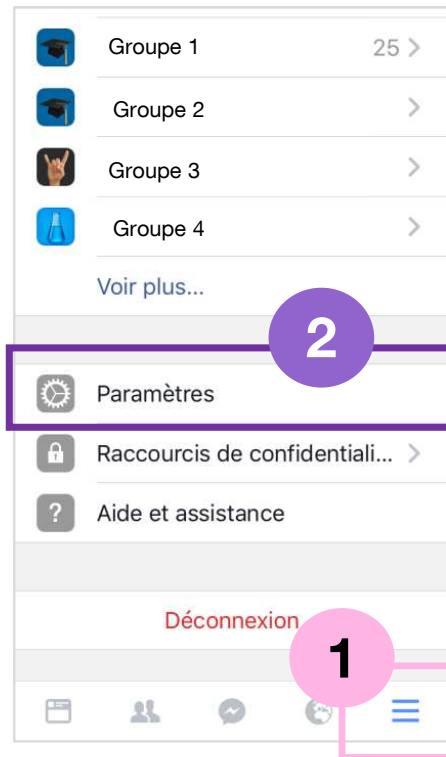 Groupe 1 25
Groupe 2
Groupe 3
Groupe 4
Voir plus...
2
Paramètres
Raccourcis de confidentiali...
? Aide et assistance
Déconnexion
1